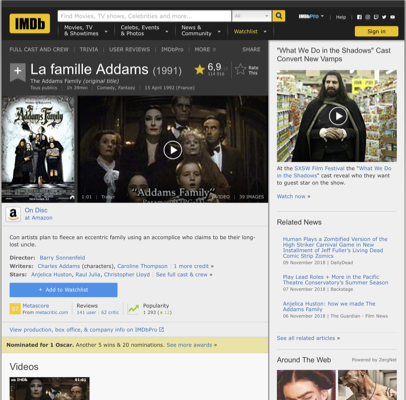 IMDb
Find Movies, TV shows, Celebrities and more...
All
IMDbPro
Help
Movies, TV & Showtimes
Celebs, Events & Photos
News & Community
Watchlist
Sign in
FULL CAST AND CREW | TRIVIA | USER REVIEWS | IMDbPro | MORE
SHARE
La famille Addams (1991)
The Addams Family (original title)
Tous publics | 1h 39min | Comedy, Fantasy | 15 April 1992 (France)
6,9
Rate This
Addams Family
1:01 | Trailer
VIDEO | 39 IMAGES
"Addams Family"
On Disc
at Amazon
Con artists plan to fleece an eccentric family using an accomplice who claims to be their long-lost uncle.
Director: Barry Sonnenfeld
Writers: Charles Addams (characters), Caroline Thompson | 1 more credit »
Stars: Anjelica Huston, Raul Julia, Christopher Lloyd | See full cast & crew »
+ Add to Watchlist
Metascore
From metacritic.com
Reviews
141 user | 62 critic
Popularity
1 293
View production, box office, & company info on IMDbPro
Nominated for 1 Oscar. Another 5 wins & 20 nominations. See more awards »
Videos
"What We Do in the Shadows" Cast
Convert New Vamps
At the SXSW Film Festival the "What We
Do in the Shadows" cast reveal who they
want to guest star on the show.
Watch now »
Related News
Human Plays a Zombified Version of the
High Striker Carnival Game in New
Installment of Jeff Fuller's Living Dead
Comic Strip Zomics
09 November 2018 | DailyDead
Play Lead Roles + More in the Pacific
Theatre Conservatory's Summer Season
07 November 2018 | Backstage
Anjelica Huston: how we made The
Addams Family
06 November 2018 | The Guardian - Film News
See all related articles »
Around The Web
Powered by ZergNet